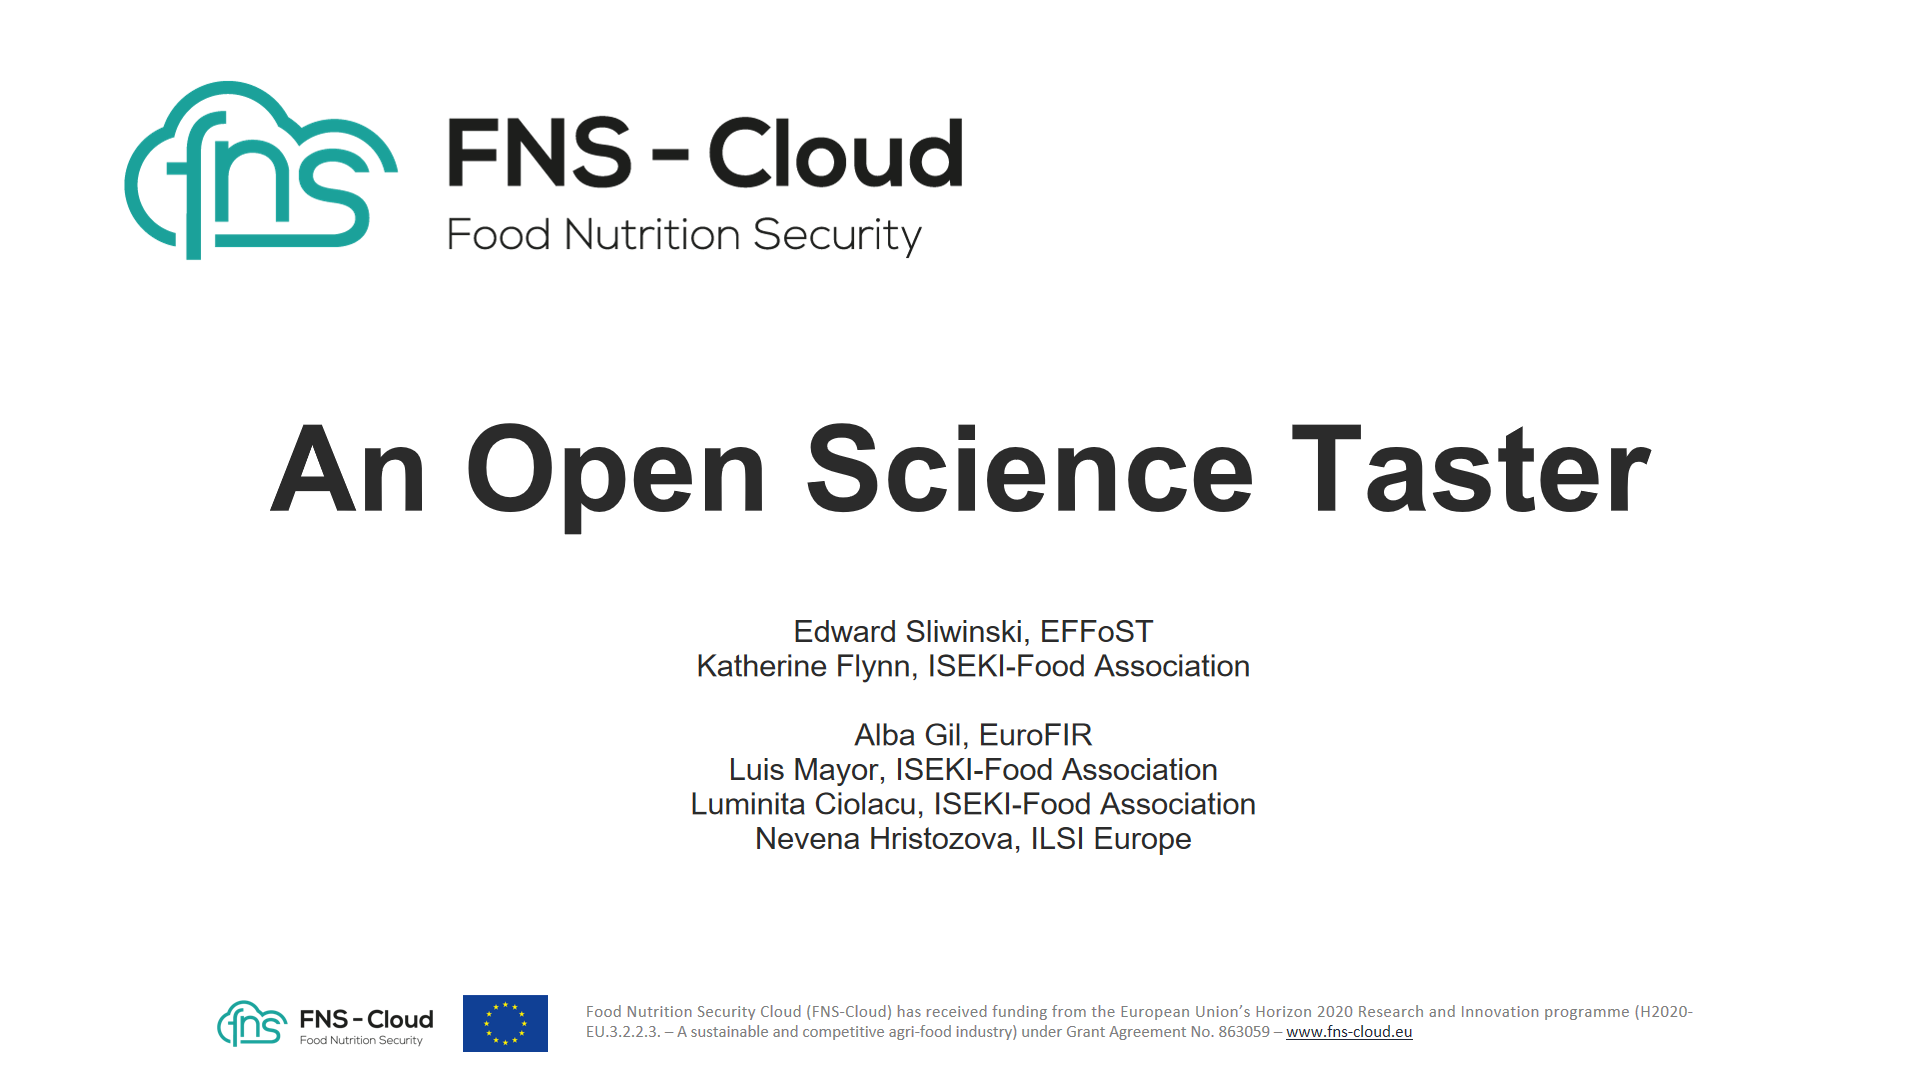 fns
FNS - Cloud
Food Nutrition Security
An Open Science Taster
Edward Sliwinski, EFFoST
Katherine Flynn, ISEKI-Food Association
Alba Gil, EuroFIR
Luis Mayor, ISEKI-Food Association
Luminita Ciolacu, ISEKI-Food Association
Nevena Hristozova, ILSI Europe
fns
FNS - Cloud
Food Nutrition Security
Food Nutrition Security Cloud (FNS-Cloud) has received funding from the European Union’s Horizon 2020 Research and Innovation programme (H2020-
EU.3.2.2.3. – A sustainable and competitive agri-food industry) under Grant Agreement No. 863059 – www.fns-cloud.eu